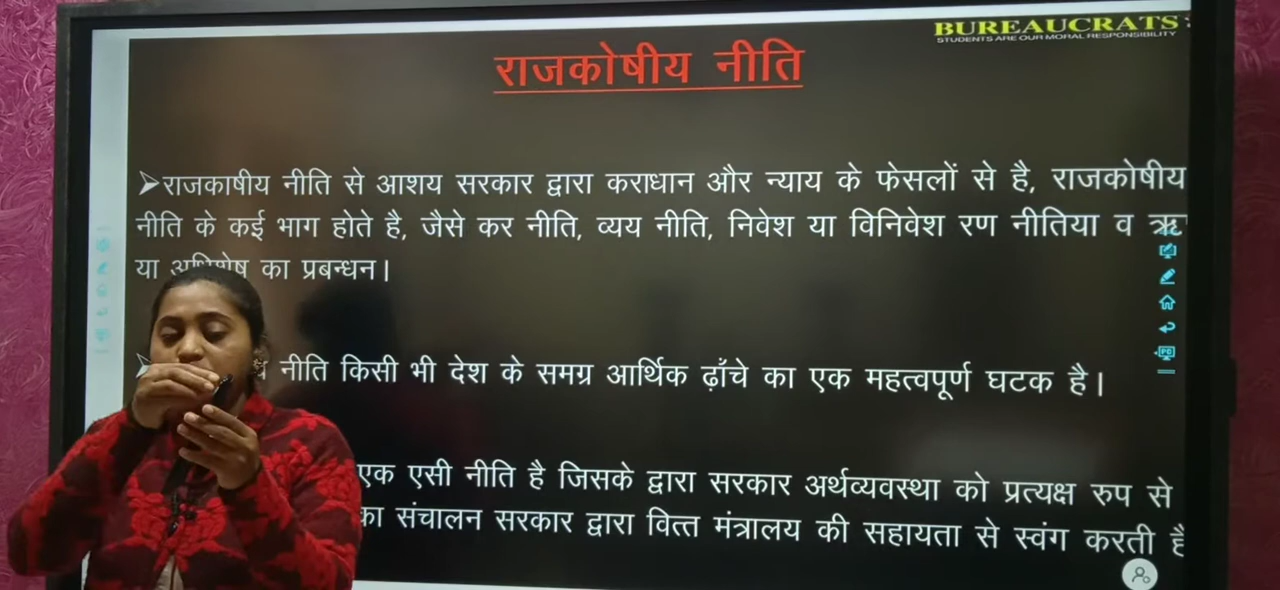 BUREAUCRATS
STUDENTS ARE OUR MORAL RESPONSIBILITY
राजकोषीय नीति
➢राजकाषीय नीति से आशय सरकार द्वारा कराधान और न्याय के फेसलों से है, राजकोषीय
नीति के कई भाग होते है, जैसे कर नीति, व्यय नीति, निवेश या विनिवेश रण नीतिया व
या का प्रबन्धन।
नीति किसी भी देश के समग्र आर्थिक ढ़ाँचे का एक महत्वपूर्ण घटक है।
एक एसी नीति है जिसके द्वारा सरकार अर्थव्यवस्था को प्रत्यक्ष रुप से
का संचालन सरकार द्वारा वित्त मंत्रालय की सहायता से स्वंग करती है